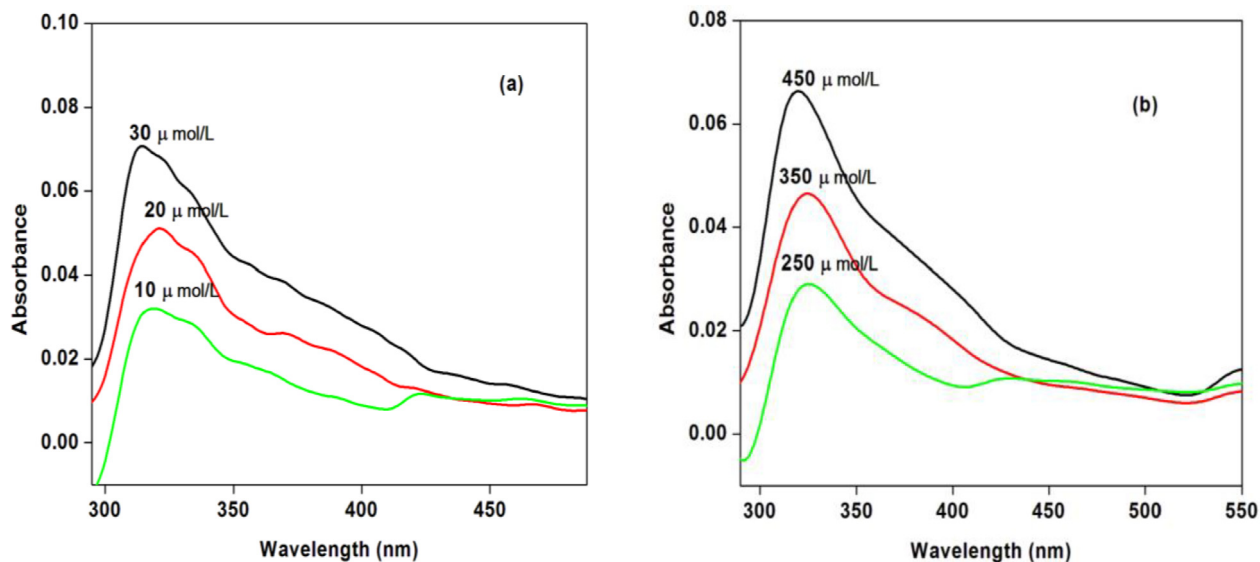 0.10
(a)
0.08
30 μ mol/L
0.06
20 μ mol/L
0.04
10 μ mol/L
0.02
0.00
Absorbance
300 350 400 450
Wavelength (nm)
0.08
450 μ mol/L
(b)
0.06
350 μ mol/L
0.04
250 μ mol/L
0.02
0.00
Absorbance
300 350 400 450 500 550
Wavelength (nm)